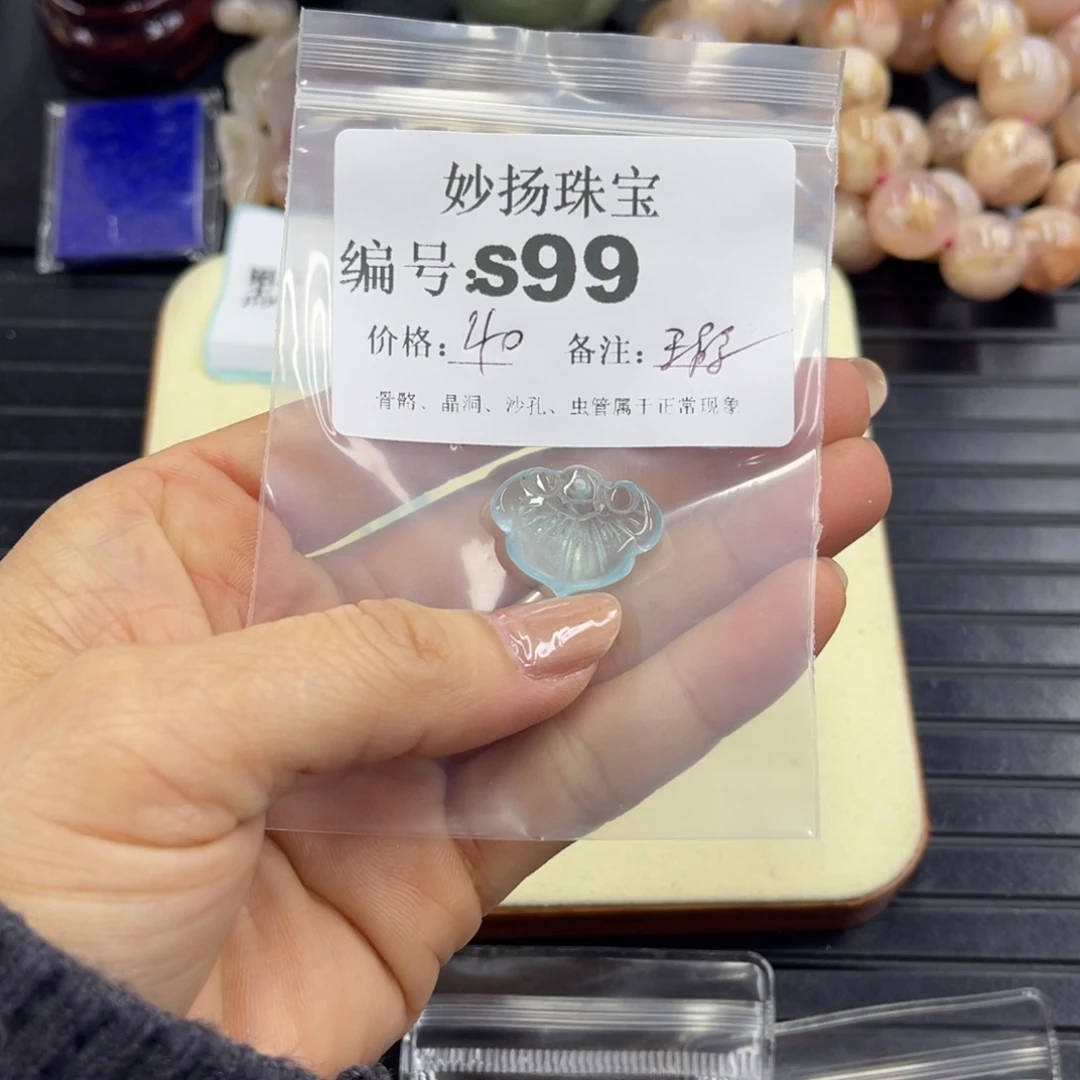 妙扬珠宝
编号:S99
价格:40 备注:
骨骼、晶洞、沙孔、虫管属于正常现象